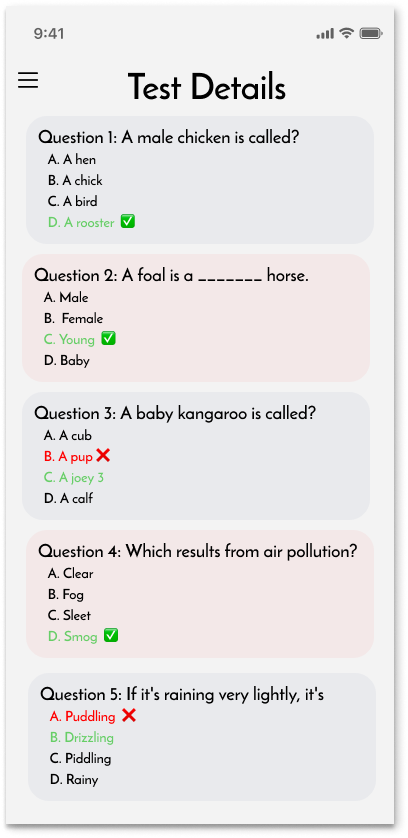 9:41
Test Details
Question 1: A male chicken is called?
A. A hen
B. A chick
C. A bird
D. A rooster ✅
Question 2: A foal is a _______ horse.
A. Male
B. Female
C. Young ✅
D. Baby
Question 3: A baby kangaroo is called?
A. A cub
B. A pup ❌
C. A joey 3
D. A calf
Question 4: Which results from air pollution?
A. Clear
B. Fog
C. Sleet
D. Smog ✅
Question 5: If it's raining very lightly, it's
A. Puddling ❌
B. Drizzling
C. Piddling
D. Rainy